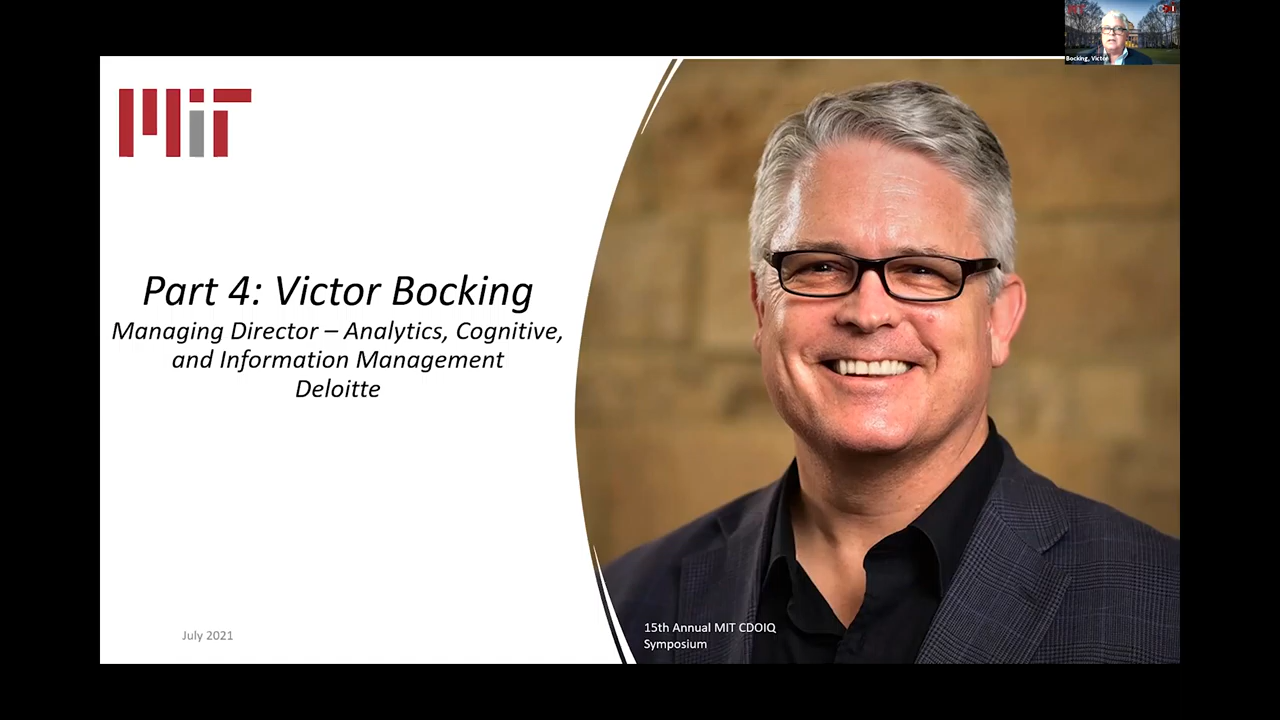 MIT
Part 4: Victor Bocking
Managing Director – Analytics, Cognitive,
and Information Management
Deloitte
July 2021
15th Annual MIT CDOIQ
Symposium
Bocking, Victor